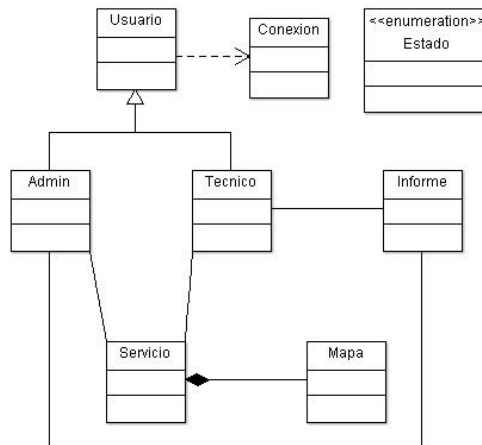 Usuario
Conexion
<<enumeration>>
Estado
Admin
Tecnico
Informe
Servicio
Mapa